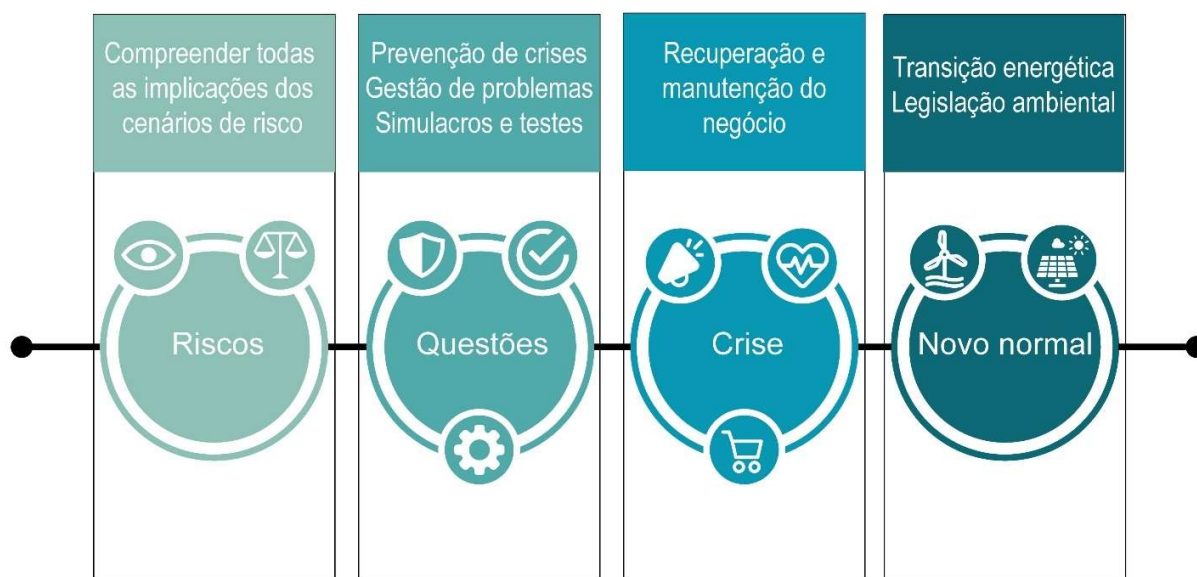 Compreender todas
as implicações dos
cenários de risco
Prevenção de crises
Gestão de problemas
Simulacros e testes
Recuperação e
manutenção do
negócio
Transição energética
Legislação ambiental
Riscos
Questões
Crise
Novo normal